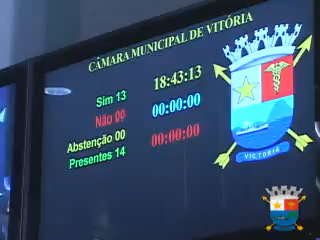 CÂMARA MUNICIPAL DE VITÓRIA
18:43:13
Sim 13
Não 00
00:00:00
Abstenção 00
00:00:00
Presentes 14
VICTORIA